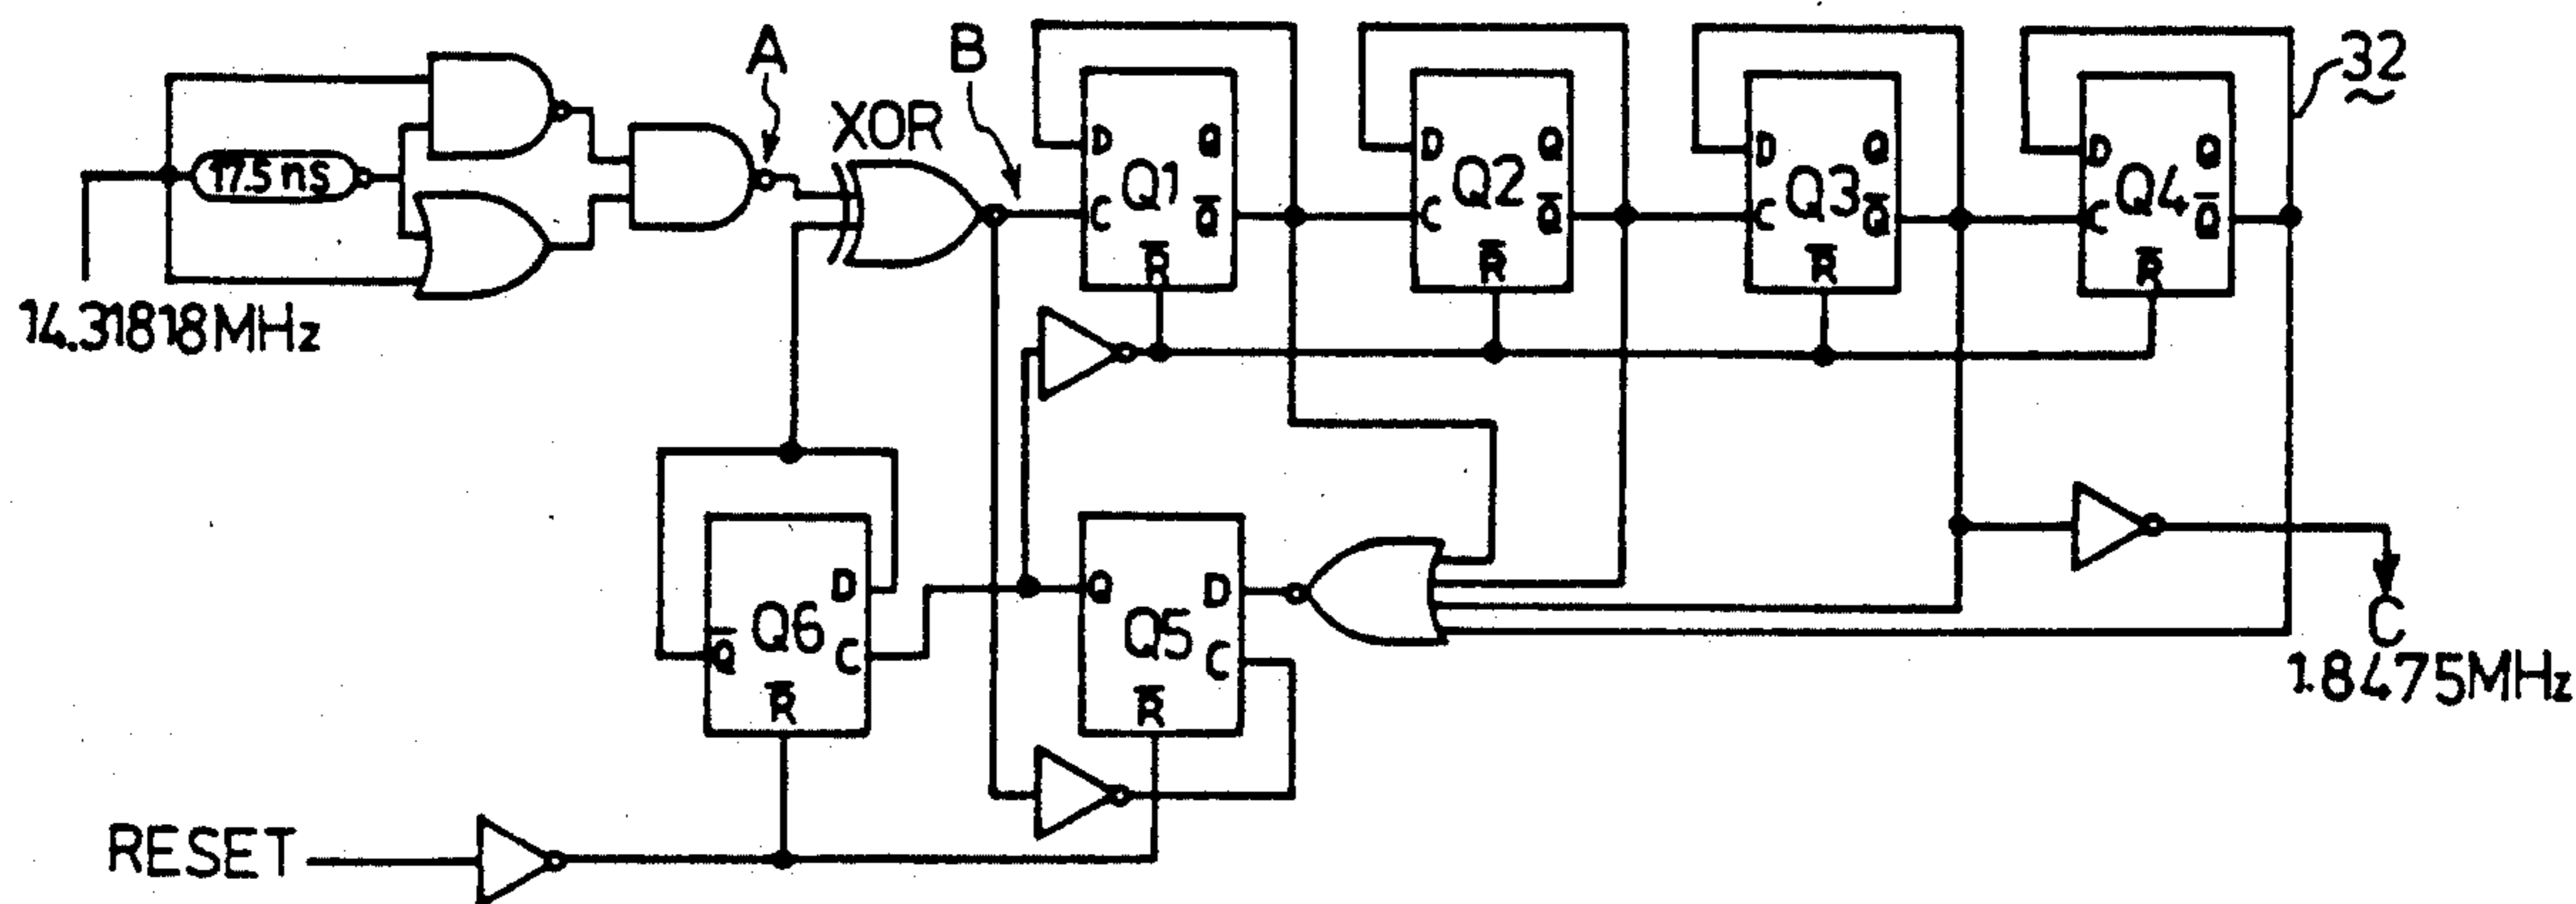 A
B
XOR
32
17.5 ns
14.31818MHz
D Q
Q1
C Q̅
R̅
D Q
Q2
C Q̅
R̅
D Q
Q3
C Q̅
R̅
D Q
Q4
C Q̅
R̅
D
Q6
Q̅ C
R̅
Q D
Q5
C
R̅
C
1.8475MHz
RESET